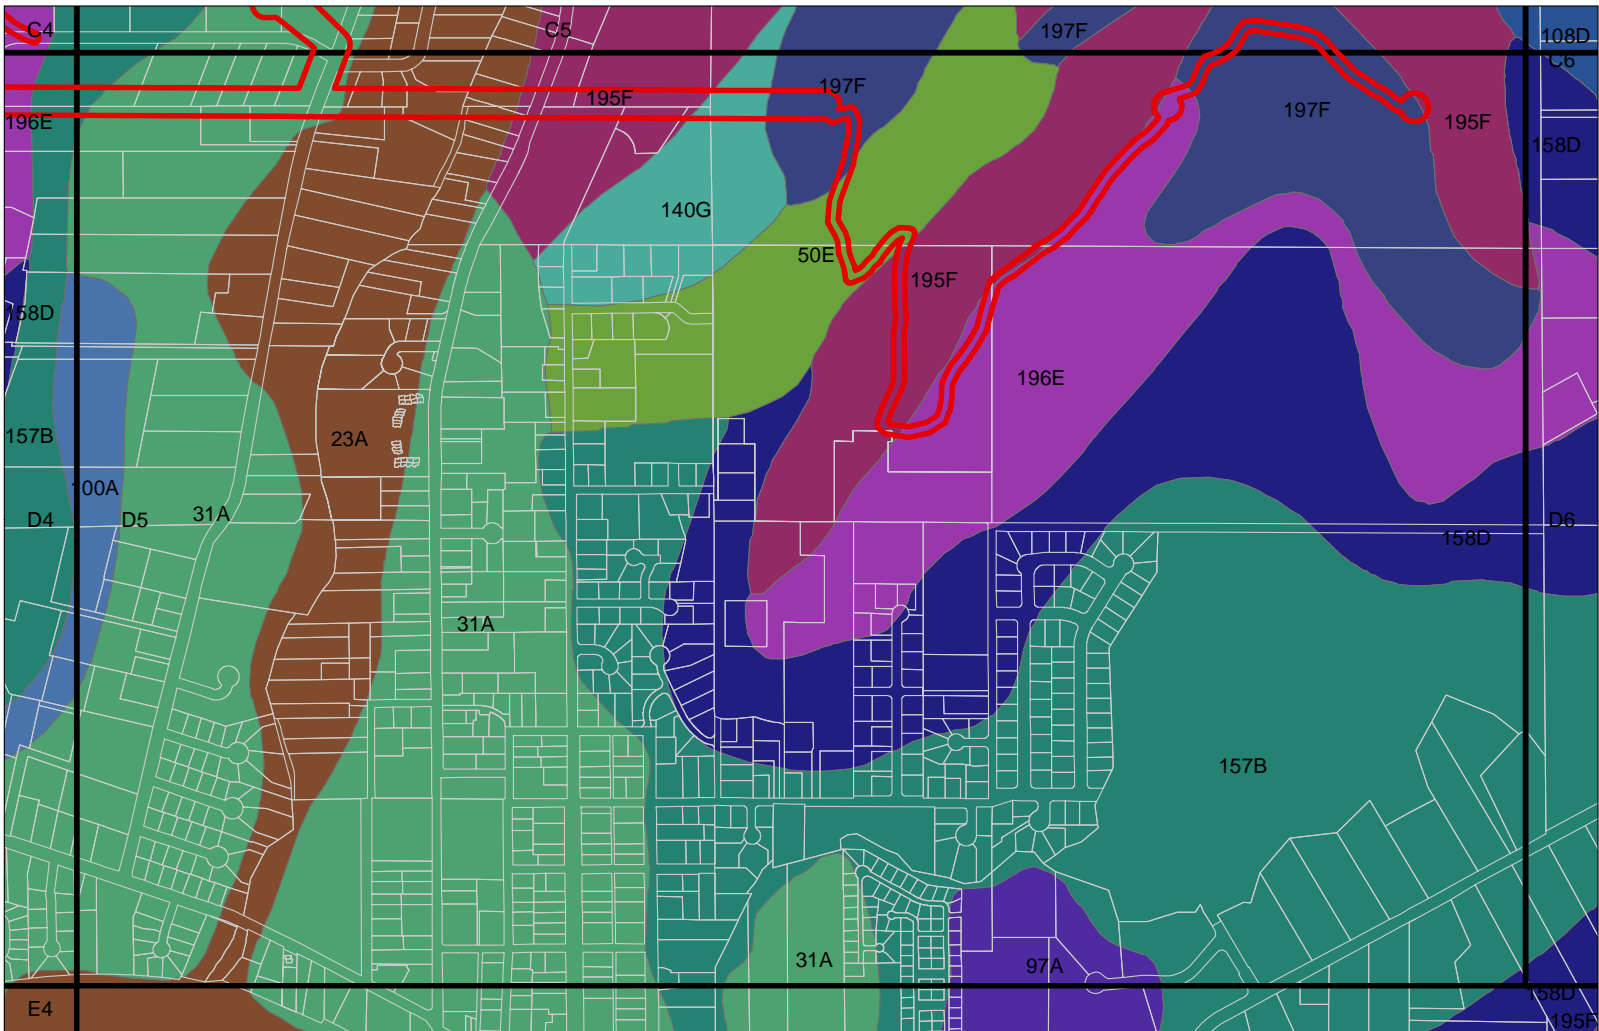 C4
C5
197F
108D
C6
197F
195F
197F
195F
196E
158D
140G
50E
195F
158D
196E
157B
23A
100A
D4
D5
31A
D6
158D
31A
157B
31A
97A
158D
E4
195F